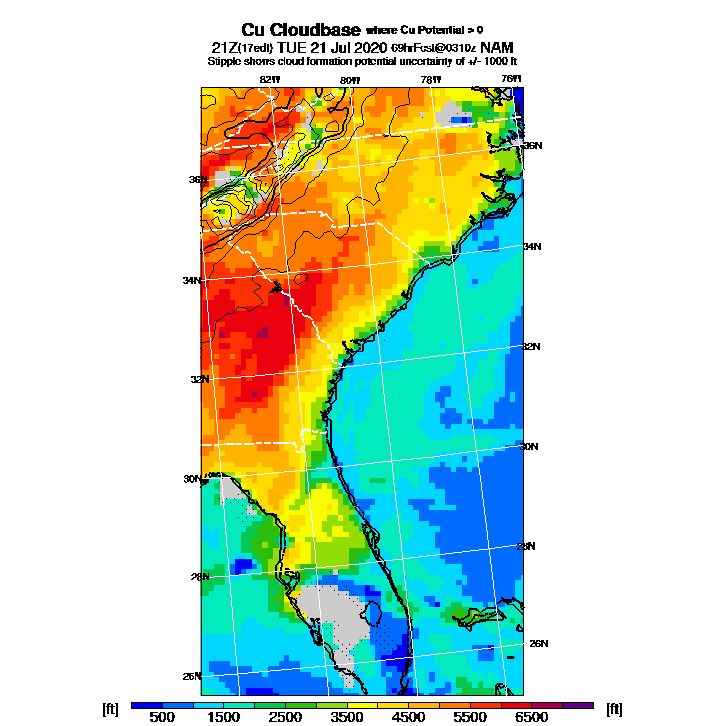 Cu Cloudbase where Cu Potential > 0
21Z(17edt) TUE 21 Jul 2020 69hrFcst@0310z NAM
Stipple shows cloud formation potential uncertainty of +/- 1000 ft
82W 80W 78W 76W
36N
36N
34N
34N
32N
32N
30N
30N
28N
28N
26N
26N
[ft] 500 1500 2500 3500 4500 5500 6500 [ft]